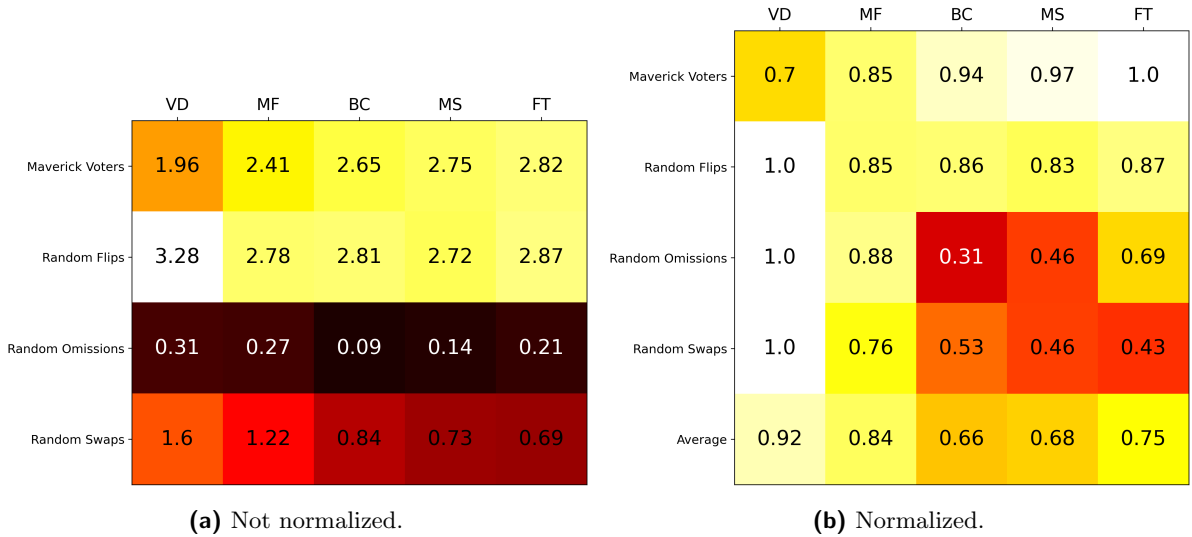 VD MF BC MS FT
Maverick Voters 1.96 2.41 2.65 2.75 2.82
Random Flips 3.28 2.78 2.81 2.72 2.87
Random Omissions 0.31 0.27 0.09 0.14 0.21
Random Swaps 1.6 1.22 0.84 0.73 0.69
(a) Not normalized.
VD MF BC MS FT
Maverick Voters 0.7 0.85 0.94 0.97 1.0
Random Flips 1.0 0.85 0.86 0.83 0.87
Random Omissions 1.0 0.88 0.31 0.46 0.69
Random Swaps 1.0 0.76 0.53 0.46 0.43
Average 0.92 0.84 0.66 0.68 0.75
(b) Normalized.